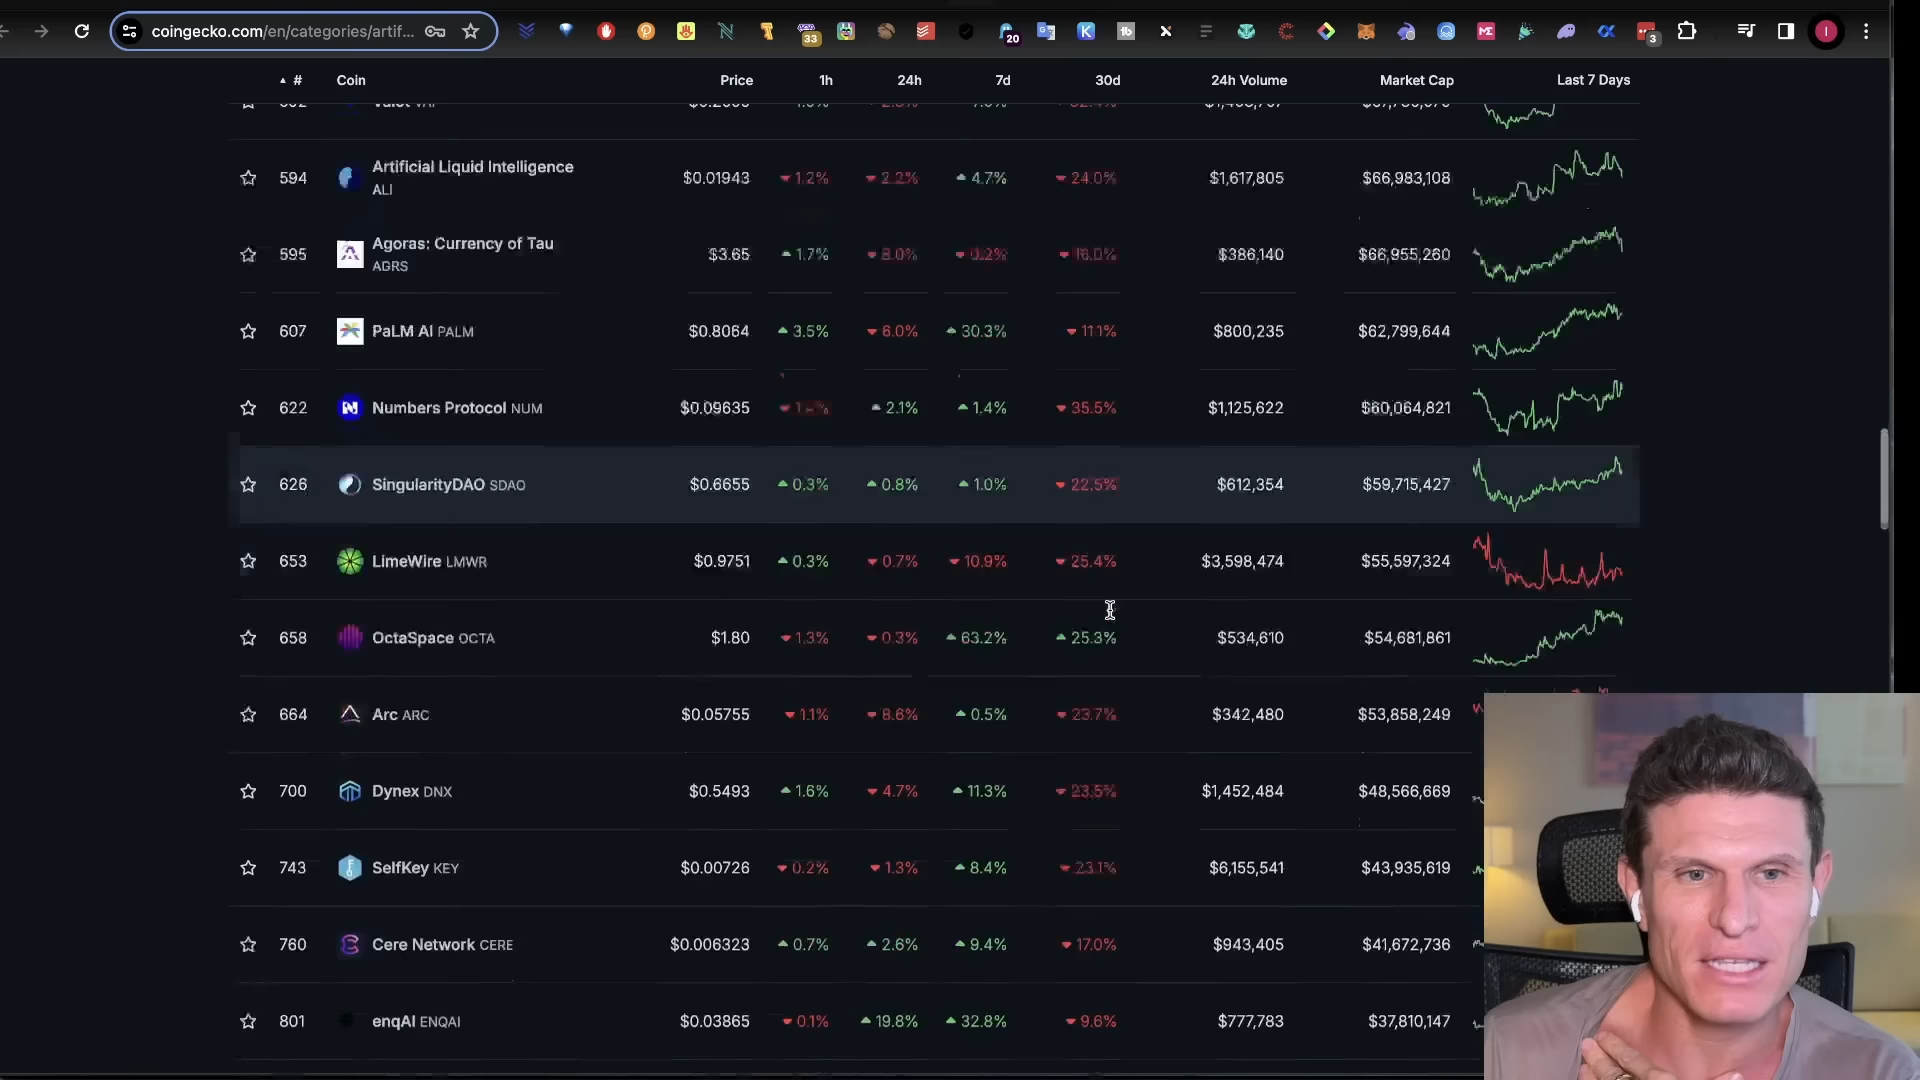 coingecko.com/en/categories/artif...
33
20
3
# Coin Price 1h 24h 7d 30d 24h Volume Market Cap Last 7 Days
594 Artificial Liquid Intelligence ALI $0.01943 1.2% 2.2% 4.7% 24.0% $1,617,805 $66,983,108
595 Agoras: Currency of Tau AGRS $3.65 1.7% 8.0% 0.2% 16.0% $386,140 $66,955,260
607 PaLM AI PALM $0.8064 3.5% 6.0% 30.3% 11.1% $800,235 $62,799,644
622 Numbers Protocol NUM $0.09635 2.1% 1.4% 35.5% $1,125,622 $60,064,821
626 SingularityDAO SDAO $0.6655 0.3% 0.8% 1.0% 22.5% $612,354 $59,715,427
653 LimeWire LMWR $0.9751 0.3% 0.7% 10.9% 25.4% $3,598,474 $55,597,324
658 OctaSpace OCTA $1.80 1.3% 0.3% 63.2% 25.3% $534,610 $54,681,861
664 Arc ARC $0.05755 1.1% 8.6% 0.5% 23.7% $342,480 $53,858,249
700 Dynex DNX $0.5493 1.6% 4.7% 11.3% 23.5% $1,452,484 $48,566,669
743 SelfKey KEY $0.00726 0.2% 1.3% 8.4% 23.1% $6,155,541 $43,935,619
760 Cere Network CERE $0.006323 0.7% 2.6% 9.4% 17.0% $943,405 $41,672,736
801 enqAI ENQAI $0.03865 0.1% 19.8% 32.8% 9.6% $777,783 $37,810,147